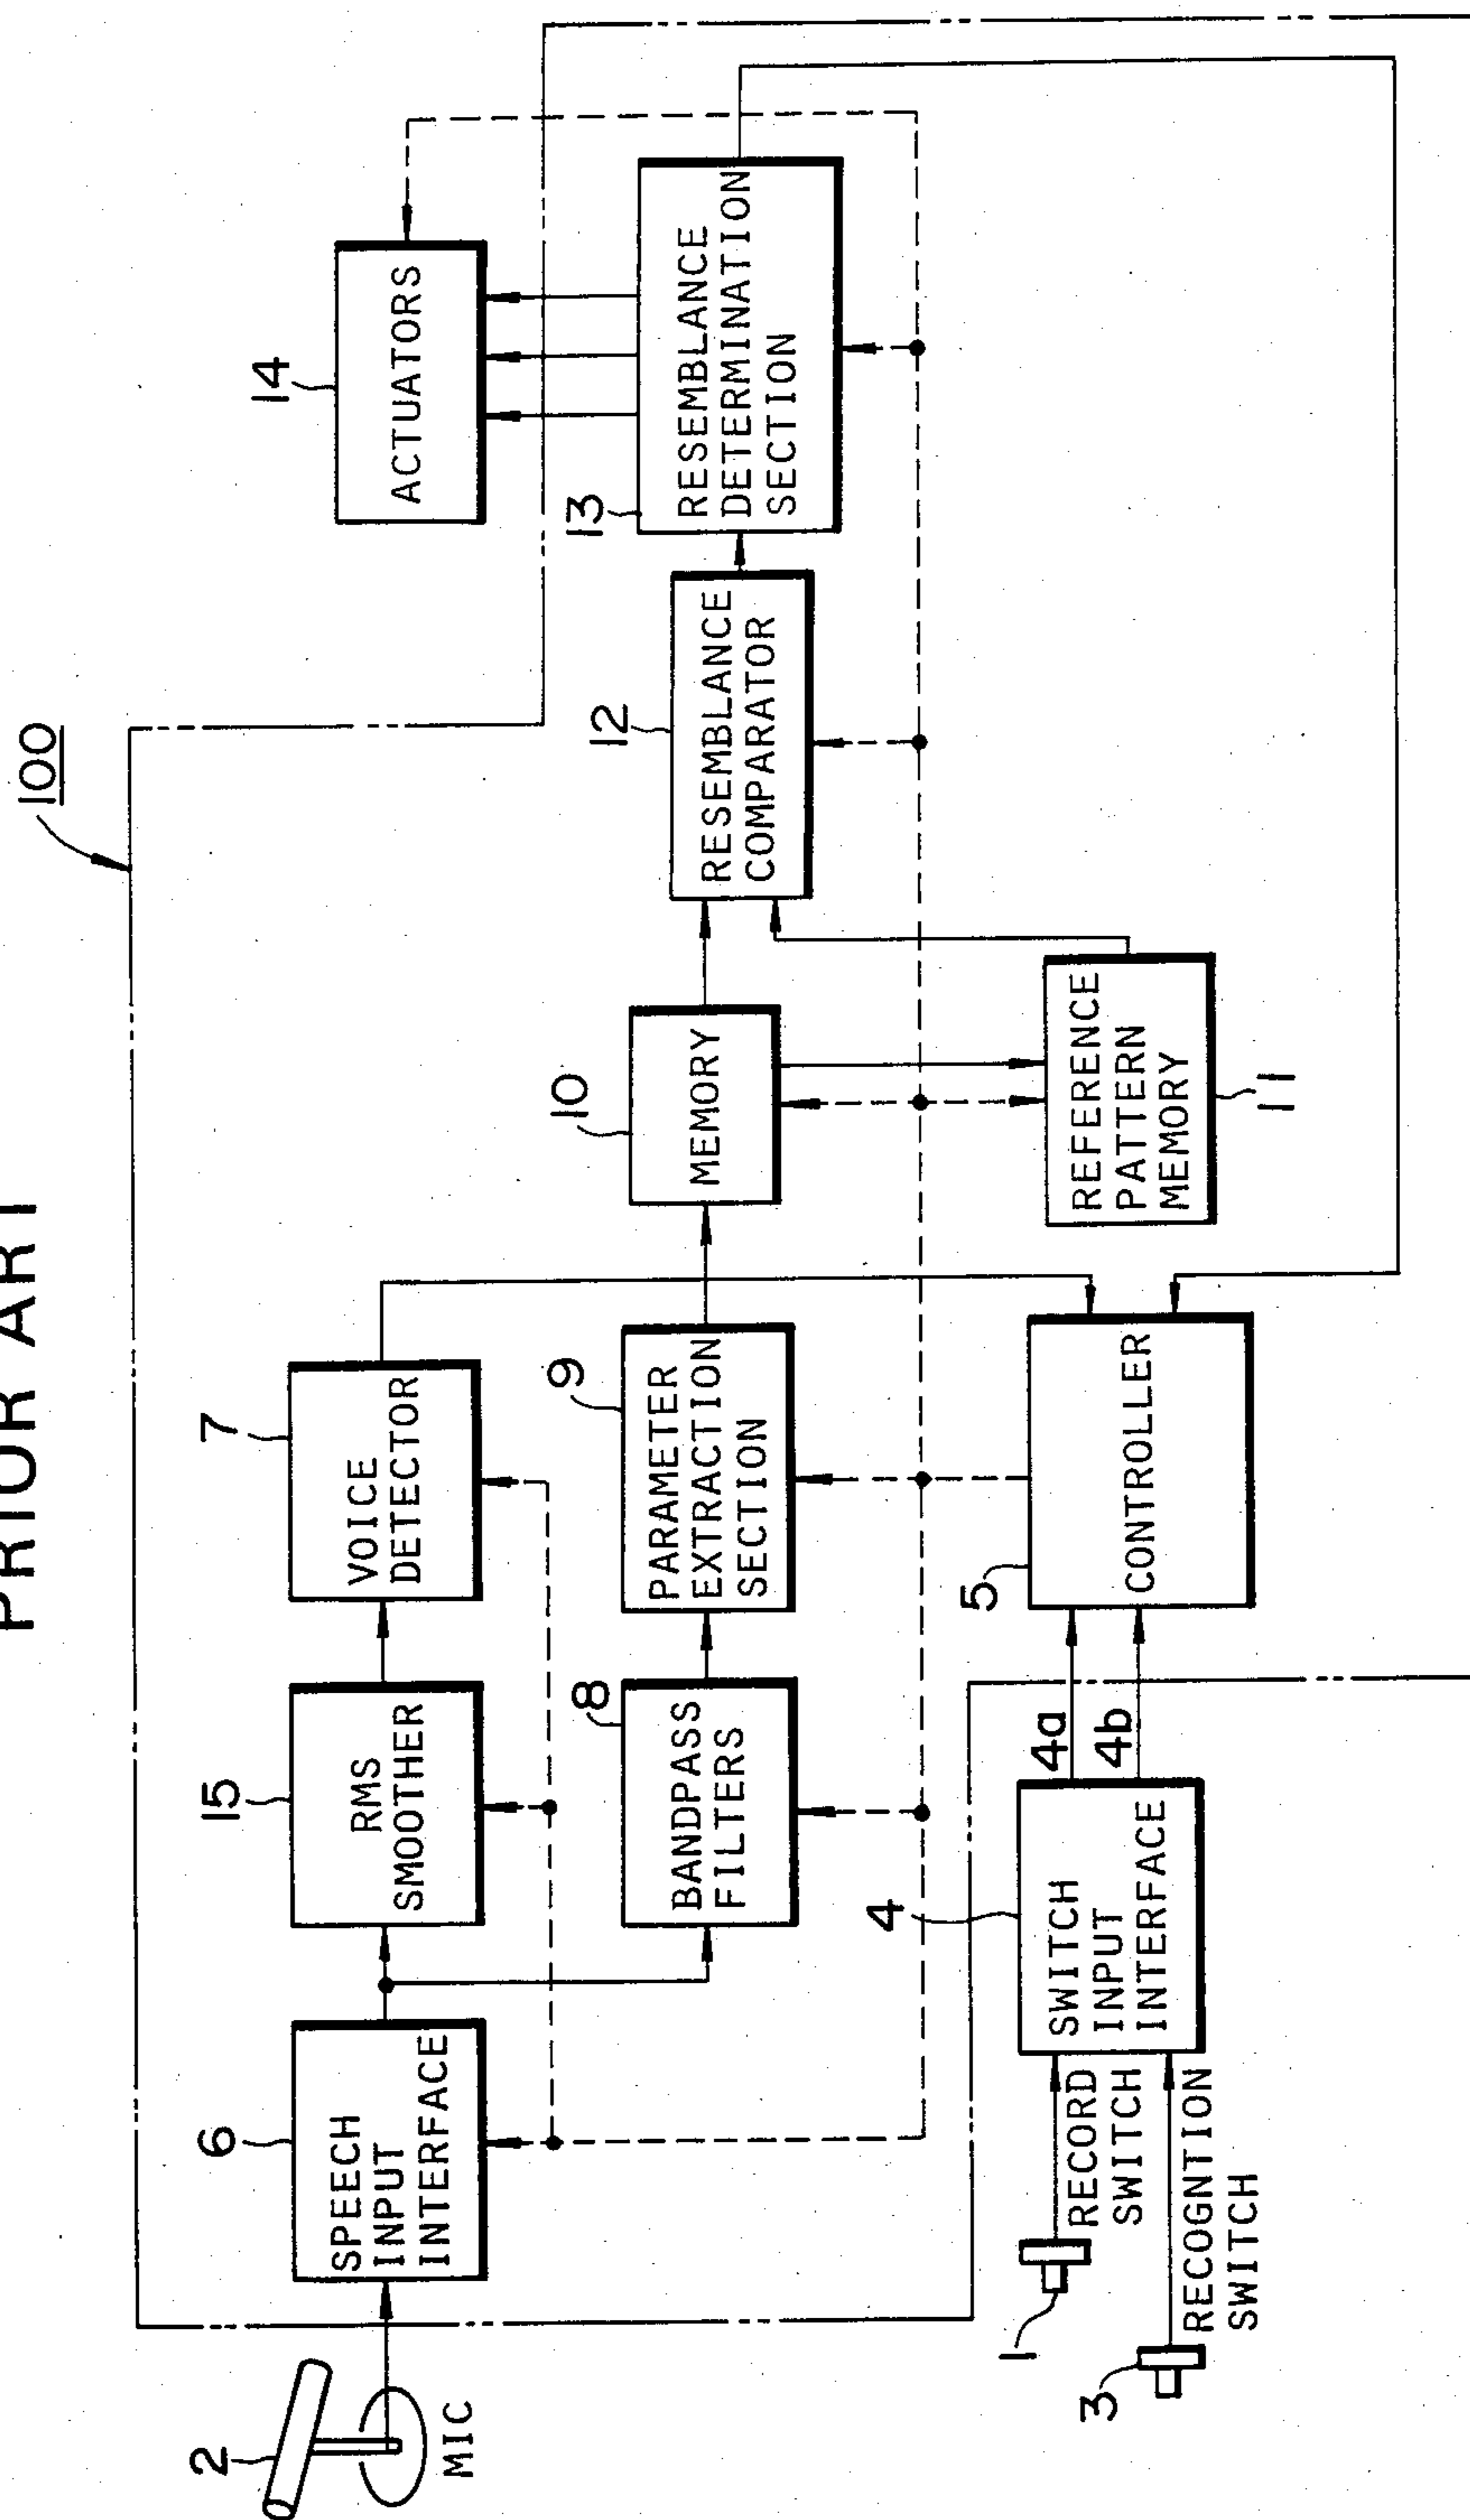 PRIOR ART
100
2
MIC
6
SPEECH
INPUT
INTERFACE
15
RMS
SMOOTHER
7
VOICE
DETECTOR
8
BANDPASS
FILTERS
9
PARAMETER
EXTRACTION
SECTION
10
MEMORY
12
RESEMBLANCE
COMPARATOR
13
RESEMBLANCE
DETERMINATION
SECTION
14
ACTUATORS
1
RECORD
SWITCH
3
RECOGNTION
SWITCH
4
SWITCH
INPUT
INTERFACE
4a
4b
5
CONTROLLER
REFERENCE
PATTERN
MEMORY
11